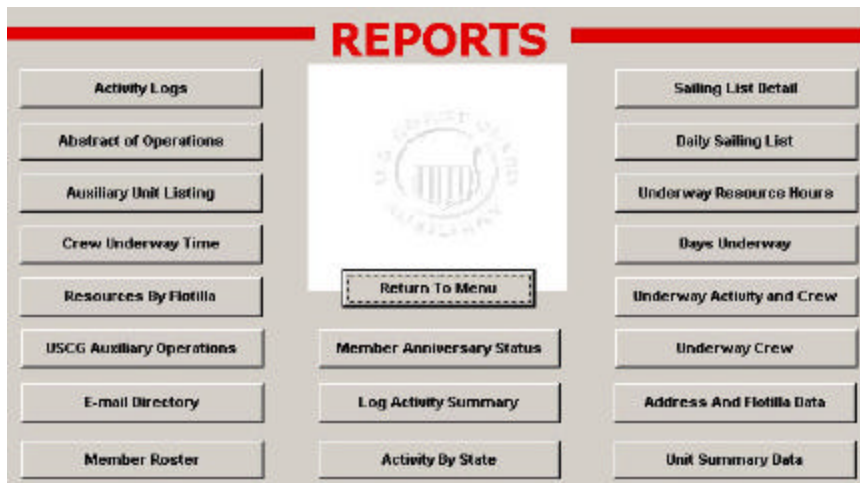 REPORTS
Activity Logs
Abstract of Operations
Auxiliary Unit Listing
Crew Underway Time
Resources By Flotilla
USCG Auxiliary Operations
E-mail Directory
Member Roster
U.S. COAST GUARD
AUXILIARY
Return To Menu
Member Anniversary Status
Log Activity Summary
Activity By State
Sailing List Detail
Daily Sailing List
Underway Resource Hours
Days Underway
Underway Activity and Crew
Underway Crew
Address And Flotilla Data
Unit Summary Data